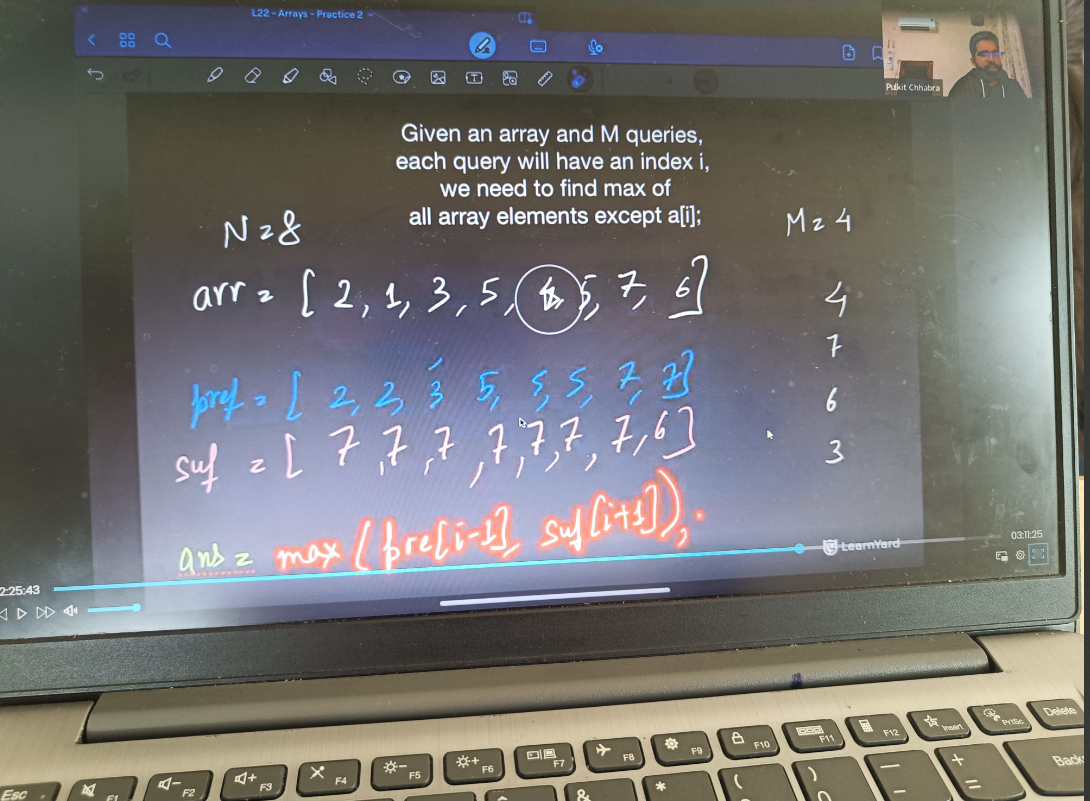 L22 - Arrays - Practice 2
Pulkit Chhabra
Given an array and M queries,
each query will have an index i,
we need to find max of
all array elements except a[i];
N = 8
M = 4
arr = [ 2, 1, 3, 5, 5, 7, 6 ]
4
7
6
3
pref = [ 2, 2, 3 5, 5, 5, 7, 7 ]
suf = [ 7, 7, 7, 7, 7, 7, 7, 6 ]
ans = max (pre[i-1], suf[i+1]);
LearnYard
03:11:25
2:25:43
Esc
F1
F2
F3
F4
F5
F6
F7
F8
F9
F10
F11
F12
Insert
PrtSc
Delete
Back
&
*
(
)
—
+
=